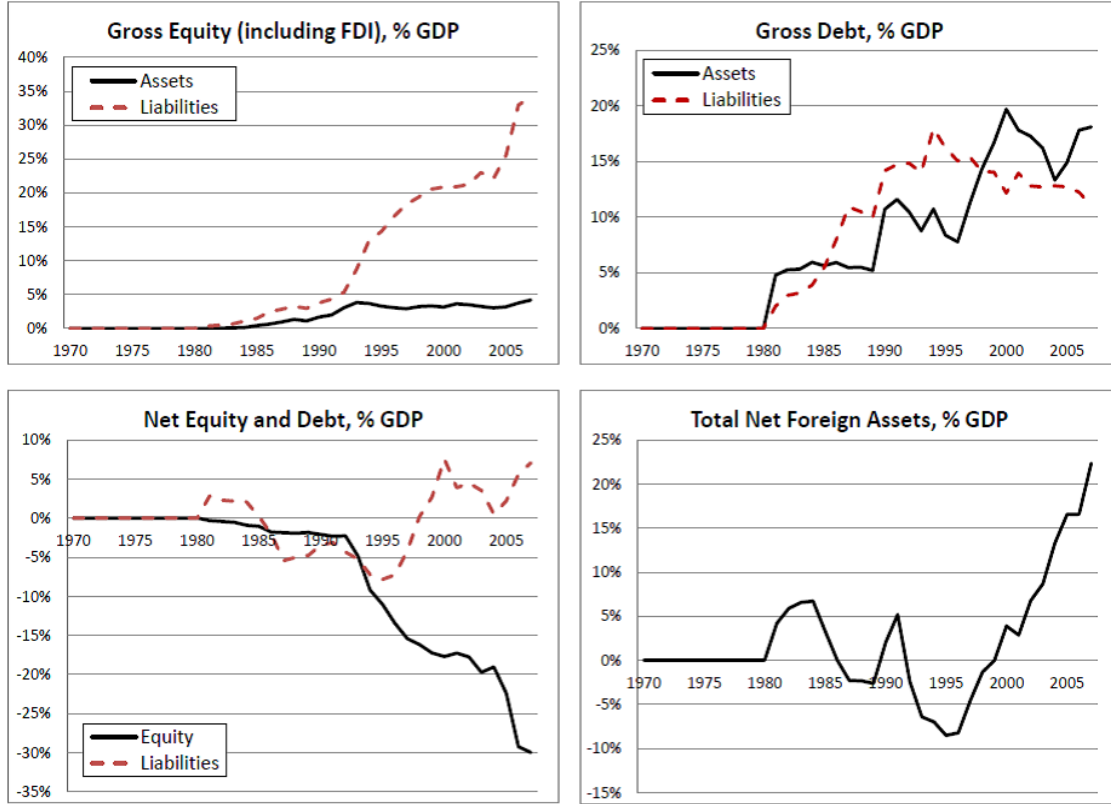 Gross Equity (including FDI), % GDP
40%
35%
30%
25%
20%
15%
10%
5%
0%
Assets
Liabilities
1970 1975 1980 1985 1990 1995 2000 2005
Gross Debt, % GDP
25%
20%
15%
10%
5%
0%
Assets
Liabilities
1970 1975 1980 1985 1990 1995 2000 2005
Net Equity and Debt, % GDP
10%
5%
0%
1970 1975 1980 1985 1990 1995 2000 2005
-5%
-10%
-15%
-20%
-25%
-30%
-35%
Equity
Liabilities
Total Net Foreign Assets, % GDP
25%
20%
15%
10%
5%
0%
1970 1975 1980 1985 1990 1995 2000 2005
-5%
-10%
-15%